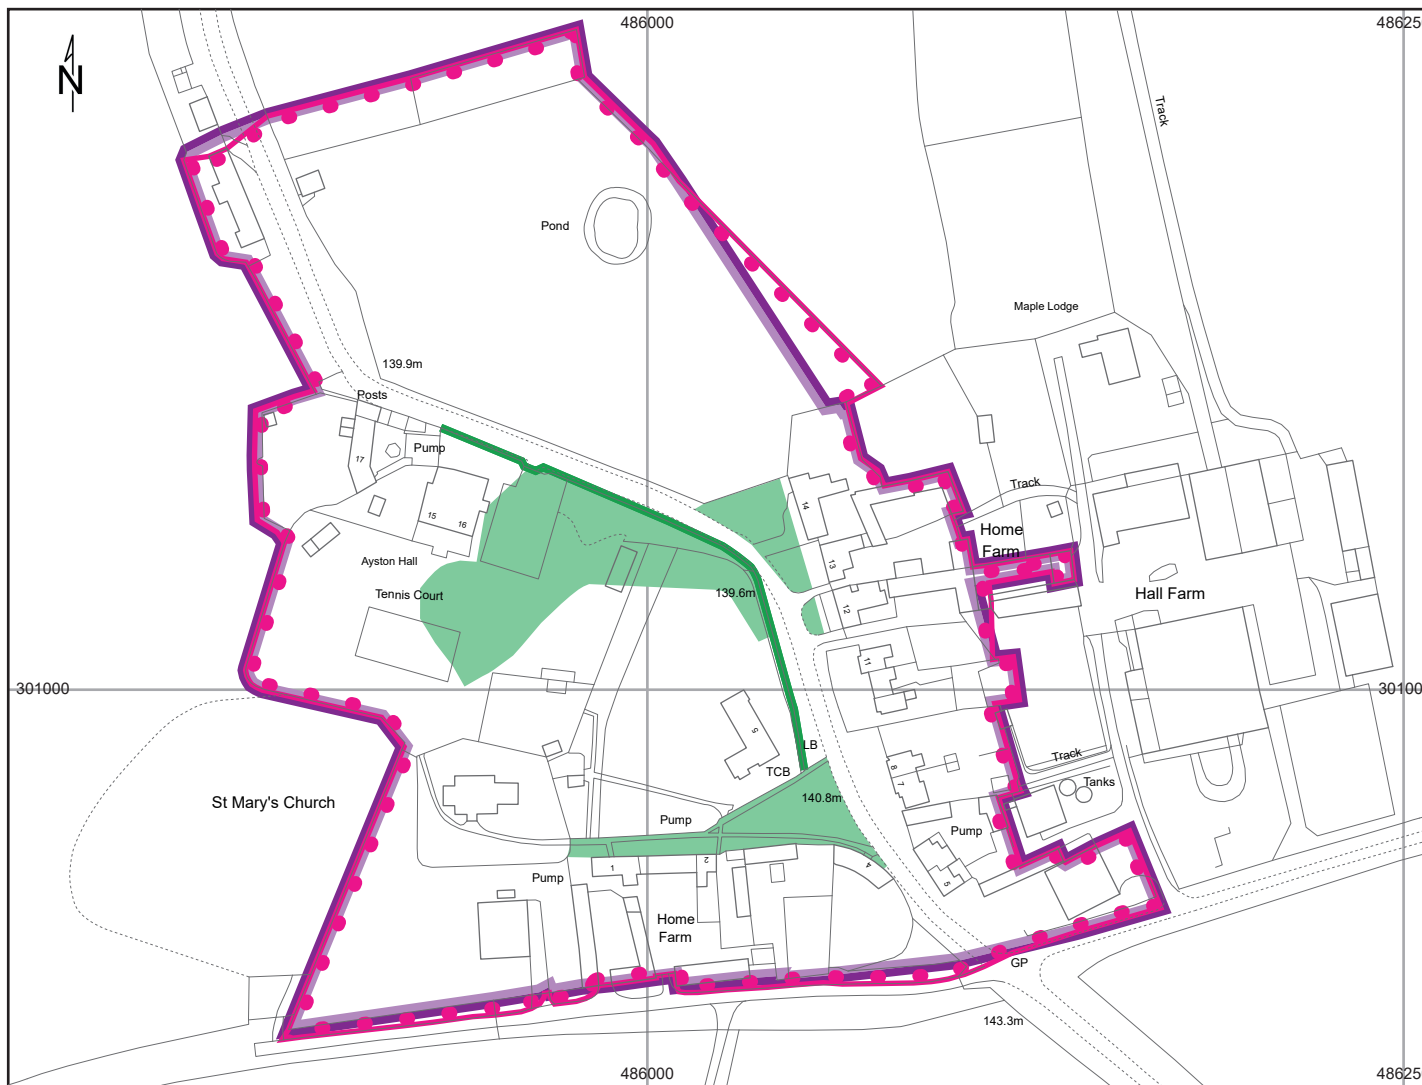 486000
48625
N
Track
Pond
Maple Lodge
139.9m
Posts
Pump
17
15
16
14
Track
Home
Farm
Ayston Hall
13
Hall Farm
139.6m
Tennis Court
12
11
301000
30100
5
LB
Track
TCB
8
Tanks
7
140.8m
St Mary's Church
Pump
Pump
1
2
4
Pump
5
Home
Farm
GP
143.3m
486000
48625